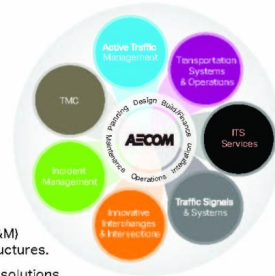 Active Traffic
Management
Transportation
Systems
& Operations
TMC
ITS
Services
Planning Design Build/Finance
Integration Operations Maintenance
AECOM
Incident
Management
Traffic Signals
& Systems
Innovative
Interchanges
& Intersections
&M)
uctures.
solutions